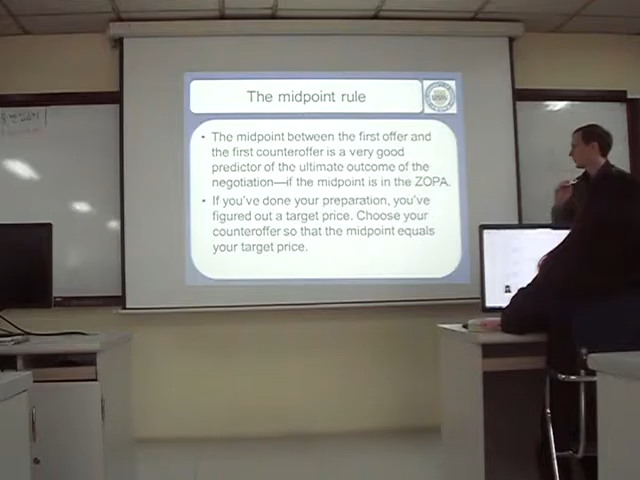 The midpoint rule
• The midpoint between the first offer and
the first counteroffer is a very good
predictor of the ultimate outcome of the
negotiation—if the midpoint is in the ZOPA.
• If you've done your preparation, you've
figured out a target price. Choose your
counteroffer so that the midpoint equals
your target price.